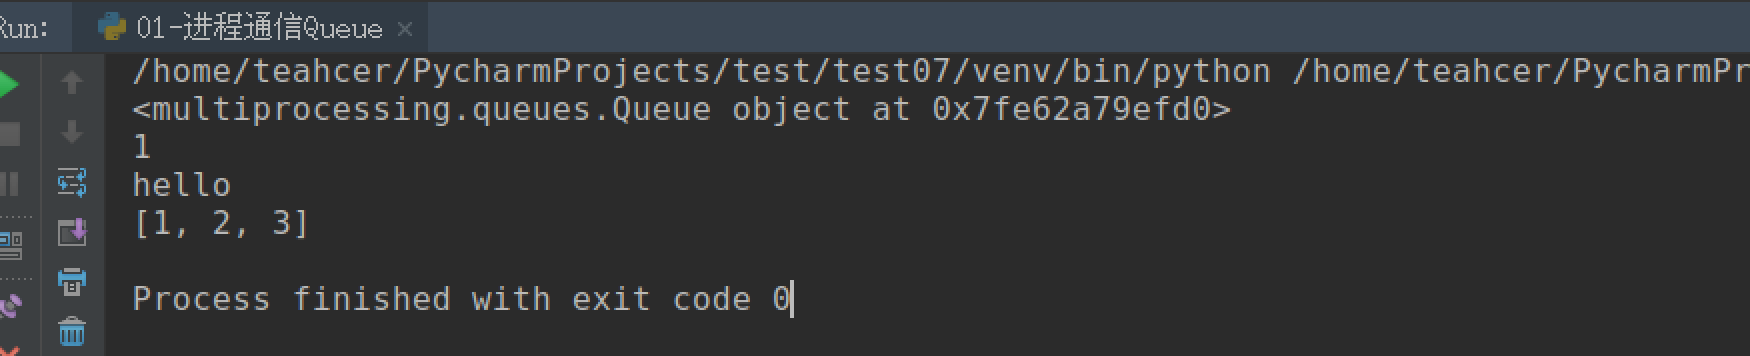 Run:
01-进程通信Queue
/home/teahcer/PycharmProjects/test/test07/venv/bin/python /home/teahcer/PycharmPr
<multiprocessing.queues.Queue object at 0x7fe62a79efd0>
1
hello
[1, 2, 3]
Process finished with exit code 0